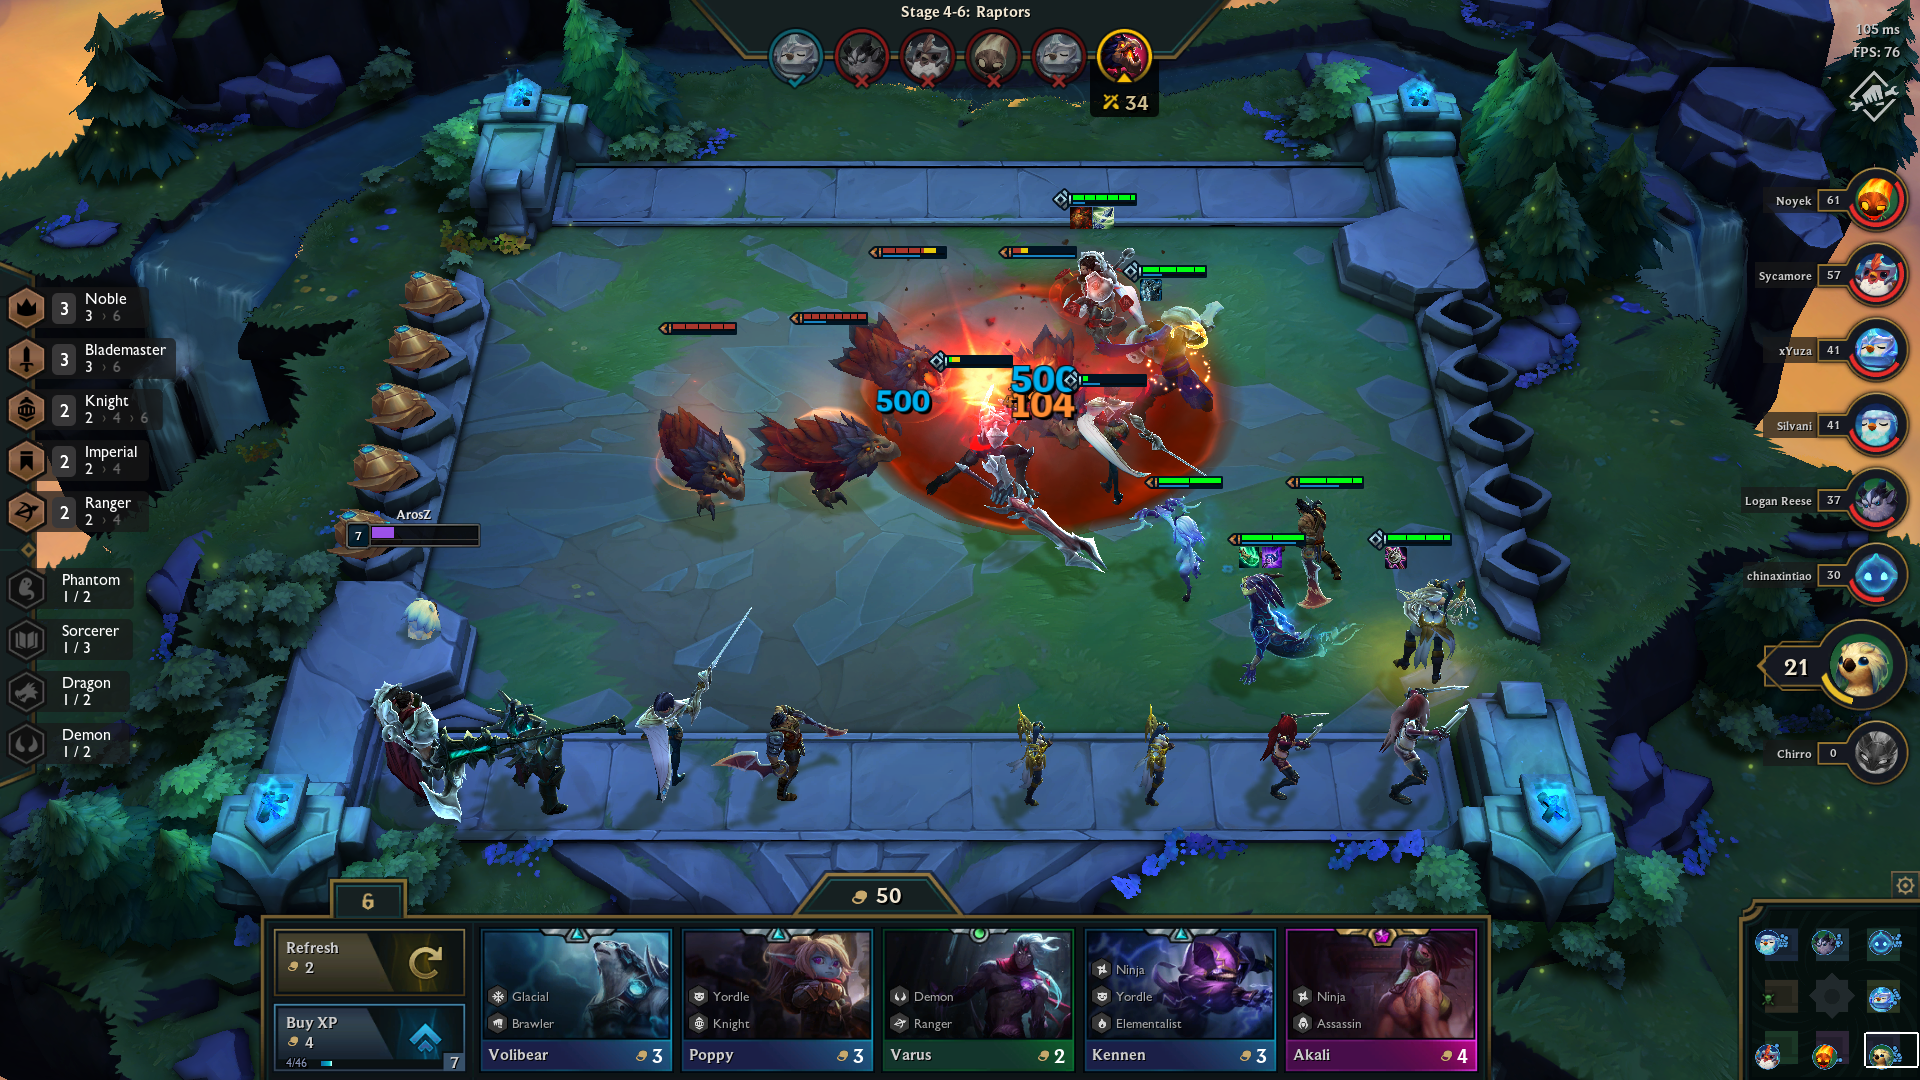 Stage 4-6: Raptors
105 ms
FPS: 76
34
Noyek 61
Sycamore 57
xYuza 41
Silvani 41
Logan Reese 37
chinaxintiao 30
21
Chirro 0
3 Noble
3 › 6
3 Blademaster
3 › 6
2 Knight
2 › 4 › 6
2 Imperial
2 › 4
2 Ranger
2 › 4
Phantom
1 / 2
Sorcerer
1 / 3
Dragon
1 / 2
Demon
1 / 2
ArosZ
7
500
500
104
6
50
Refresh
2
Buy XP
4
4/46
7
Glacial
Brawler
Volibear 3
Yordle
Knight
Poppy 3
Demon
Ranger
Varus 2
Ninja
Yordle
Elementalist
Kennen 3
Ninja
Assassin
Akali 4